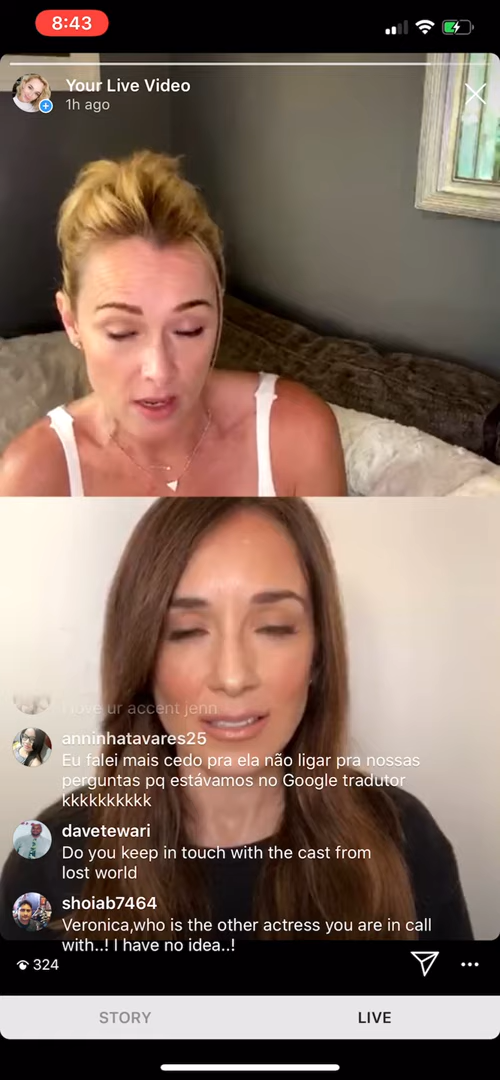 8:43
Your Live Video
1h ago
I love ur accent jenn
anninhatavares25
Eu falei mais cedo pra ela não ligar pra nossas
perguntas pq estávamos no Google tradutor
kkkkkkkkkk
davetewari
Do you keep in touch with the cast from
lost world
shoiab7464
Veronica,who is the other actress you are in call
with..! I have no idea..!
324
STORY
LIVE